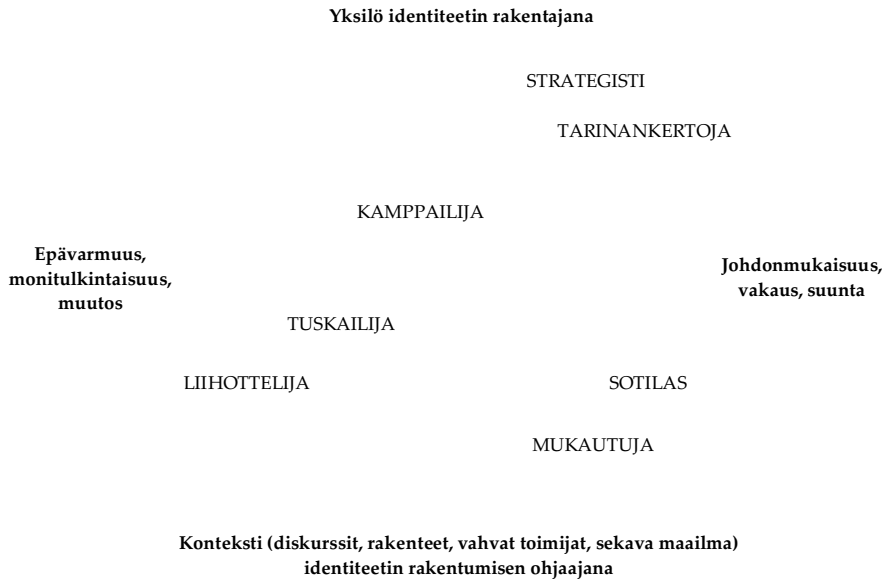 Yksilö identiteetin rakentajana
STRATEGISTI
TARINANKERTOJA
KAMPPAILIJA
Epävarmuus,
monitulkintaisuus,
muutos
Johdonmukaisuus,
vakaus, suunta
TUSKAILIJA
LIIHOTTELIJA
SOTILAS
MUKAUTUJA
Konteksti (diskurssit, rakenteet, vahvat toimijat, sekava maailma)
identiteetin rakentumisen ohjaajana